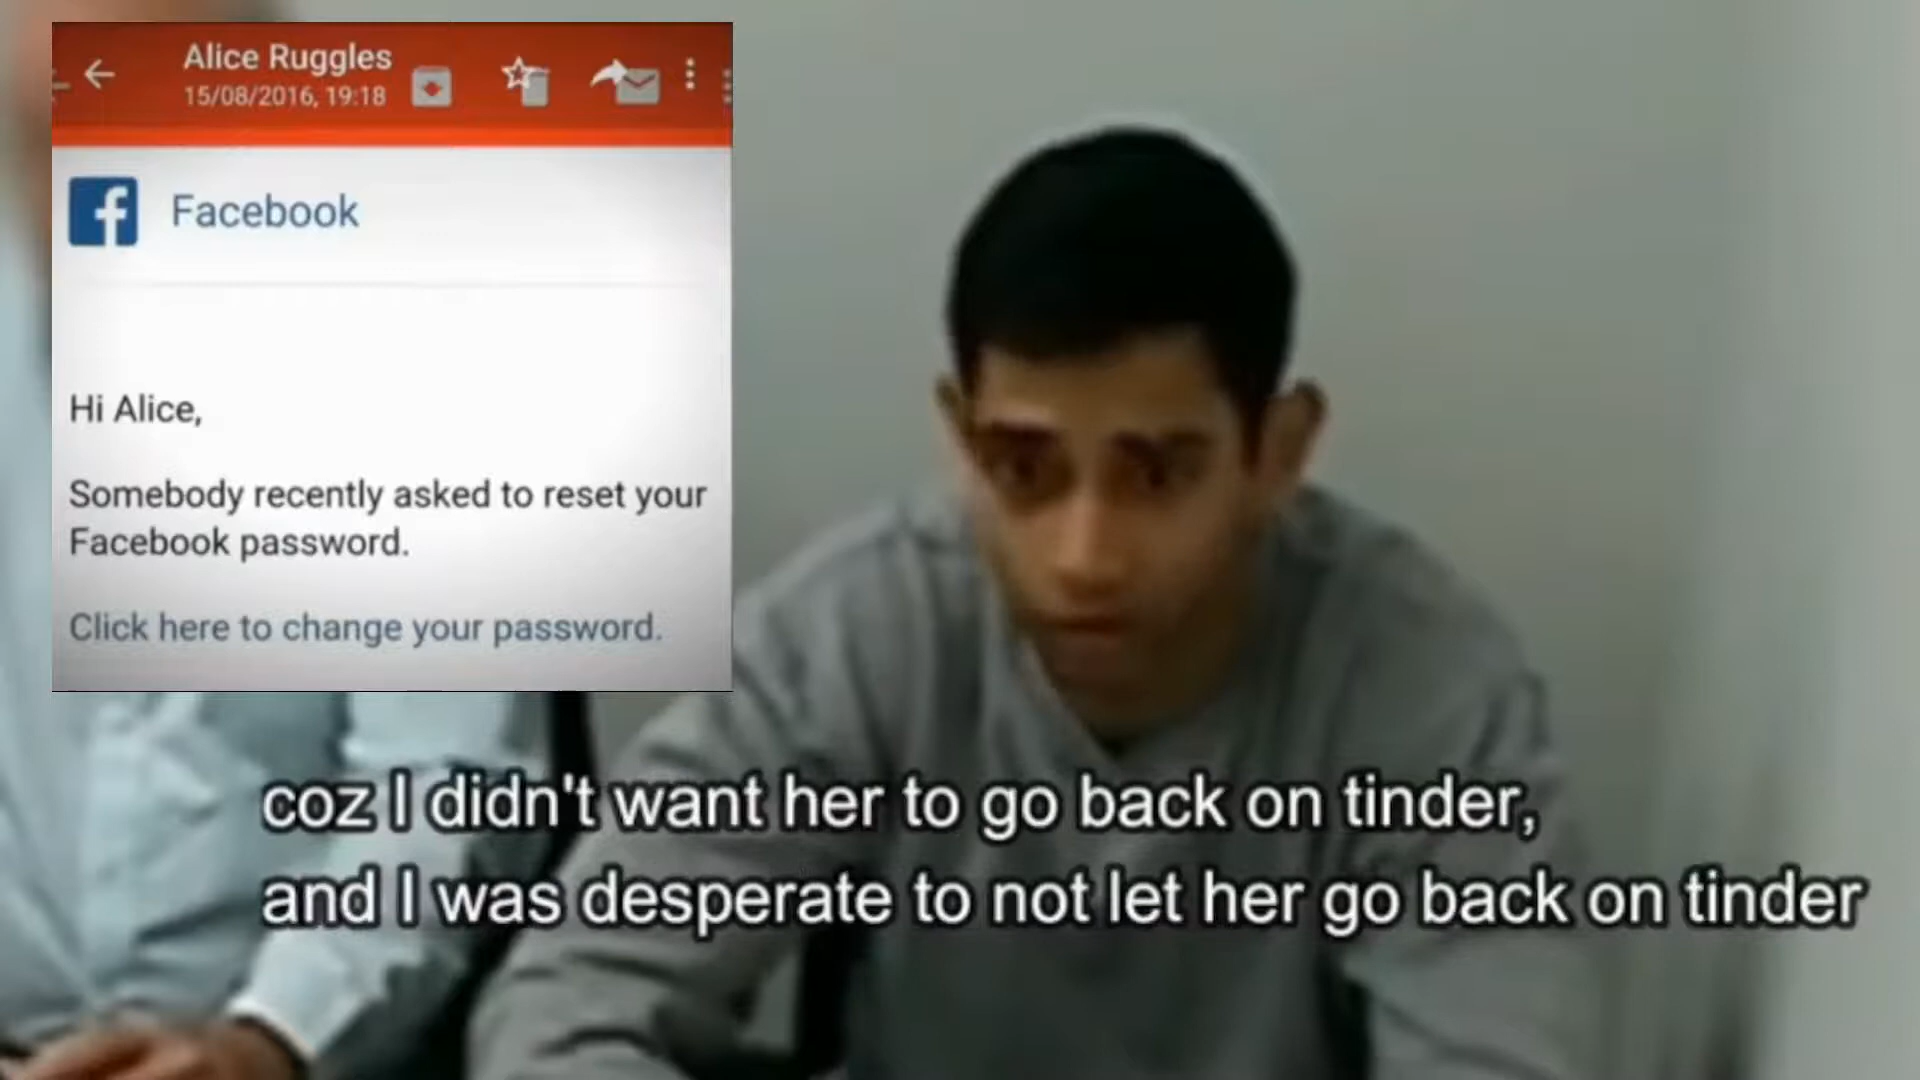 Alice Ruggles
15/08/2016, 19:18
Facebook
Hi Alice,
Somebody recently asked to reset your
Facebook password.
Click here to change your password.
coz I didn't want her to go back on tinder,
and I was desperate to not let her go back on tinder